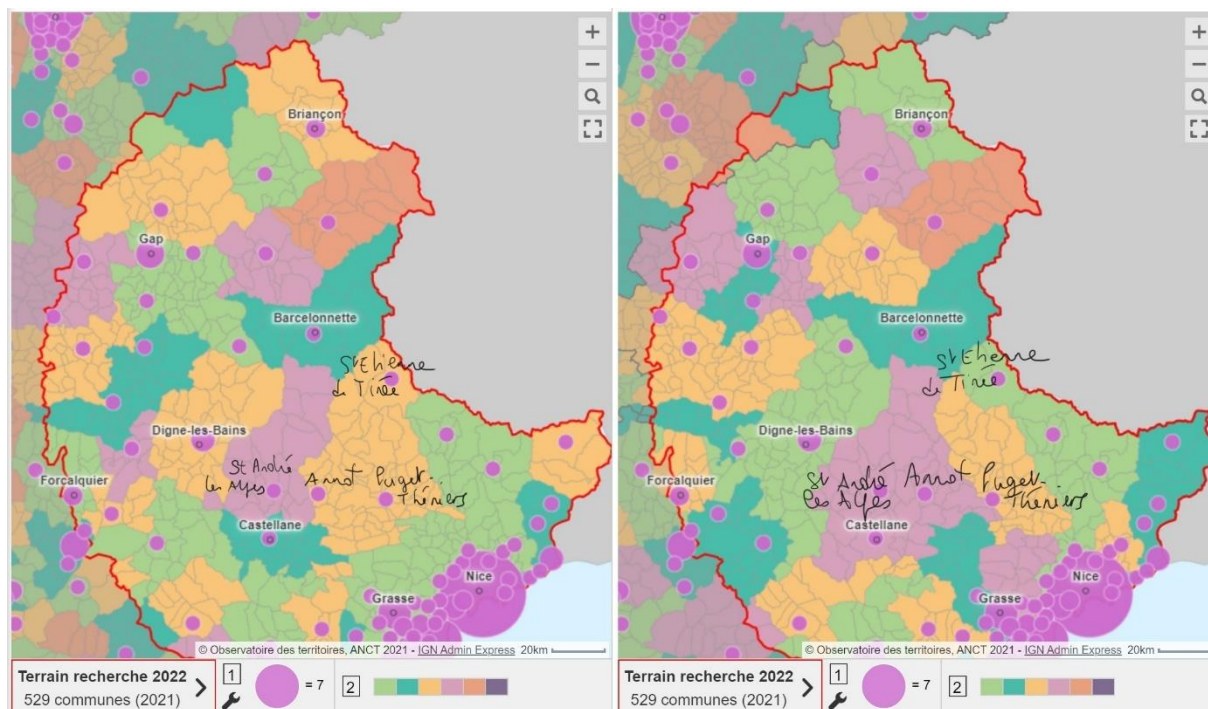 Briançon
Gap
Barcelonnette
St Etienne
de Tinée
Digne-les-Bains
St André
les Alpes
Annot
Puget-
Théniers
Forcalquier
Castellane
Nice
Grasse
© Observatoire des territoires, ANCT 2021 - IGN Admin Express 20km
Terrain recherche 2022
529 communes (2021)
1
= 7
2
Briançon
Gap
Barcelonnette
St Etienne
de Tinée
Digne-les-Bains
St André
les Alpes
Annot
Puget-
Théniers
Forcalquier
Castellane
Nice
Grasse
© Observatoire des territoires, ANCT 2021 - IGN Admin Express 20km
Terrain recherche 2022
529 communes (2021)
1
= 7
2